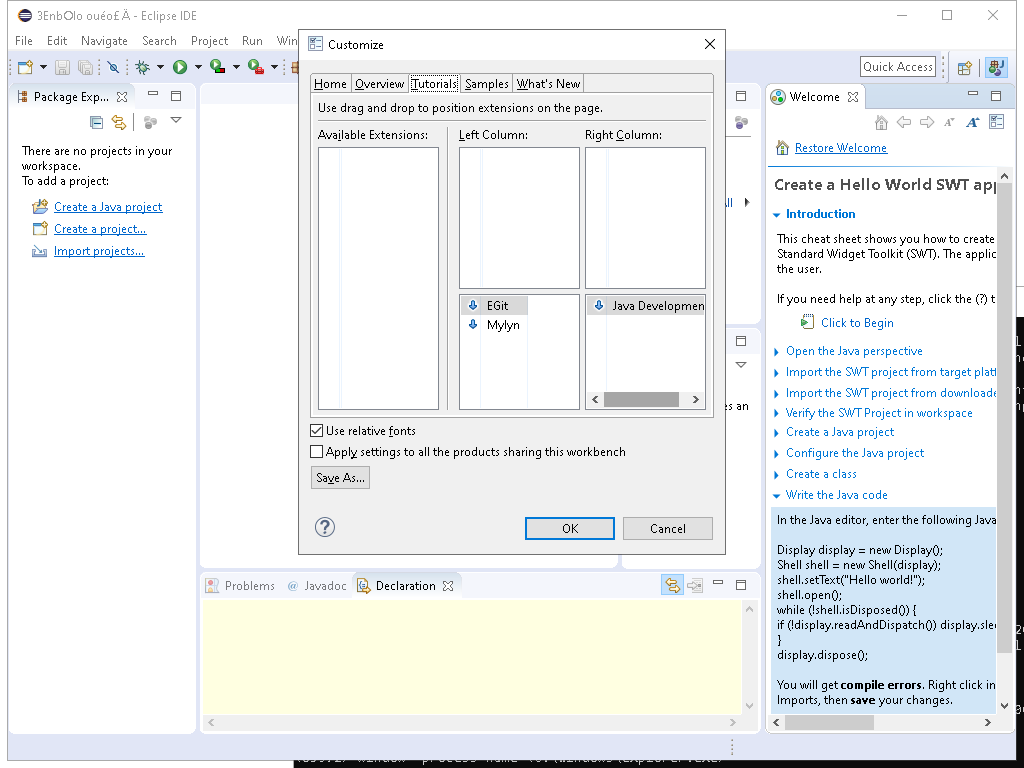 3EnbOlo ouéo£Ä - Eclipse IDE
File Edit Navigate Search Project Run Win
Quick Access
Package Exp...
There are no projects in your
workspace.
To add a project:
Create a Java project
Create a project...
Import projects...
Customize
Home Overview Tutorials Samples What's New
Use drag and drop to position extensions on the page.
Available Extensions: Left Column: Right Column:
EGit
Mylyn
Java Developmen
Use relative fonts
Apply settings to all the products sharing this workbench
Save As...
OK Cancel
Problems @ Javadoc Declaration
Welcome
Restore Welcome
Create a Hello World SWT app
Introduction
This cheat sheet shows you how to create
Standard Widget Toolkit (SWT). The applic
the user.
If you need help at any step, click the (?) t
Click to Begin
Open the Java perspective
Import the SWT project from target platf
Import the SWT project from downloade
Verify the SWT Project in workspace
Create a Java project
Configure the Java project
Create a class
Write the Java code
In the Java editor, enter the following Java
Display display = new Display();
Shell shell = new Shell(display);
shell.setText("Hello world!");
shell.open();
while (!shell.isDisposed()) {
if (!display.readAndDispatch()) display.slee
}
display.dispose();
You will get compile errors. Right click in
Imports, then save your changes.